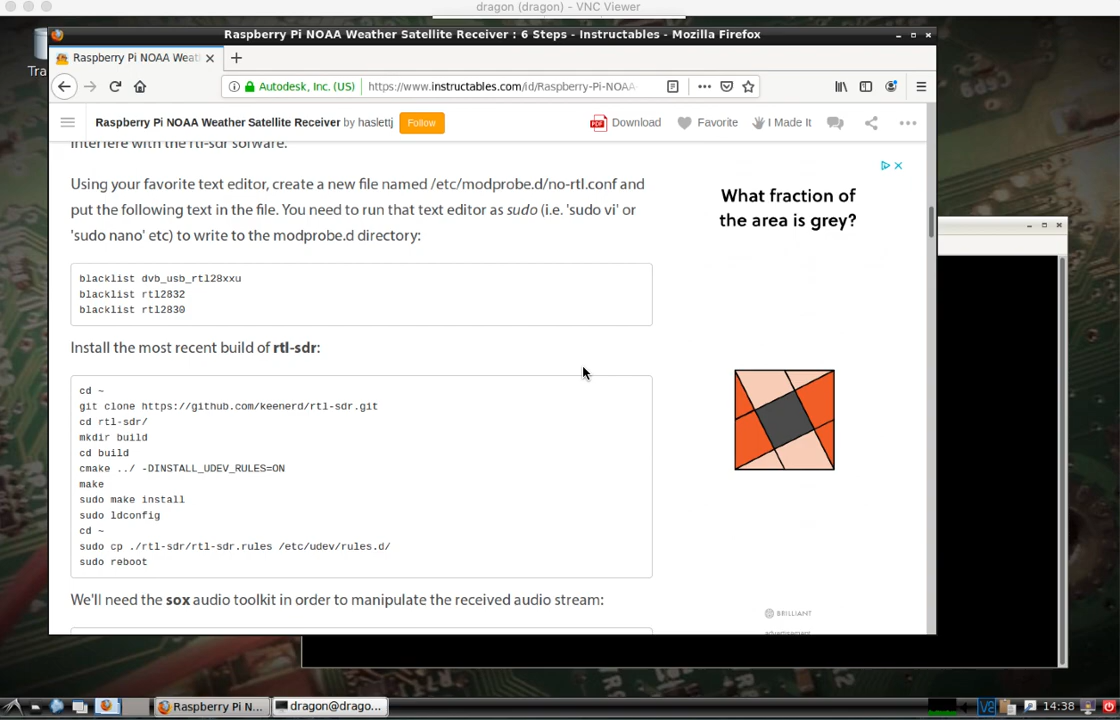 dragon (dragon) - VNC Viewer
Tra
Raspberry Pi NOAA Weather Satellite Receiver : 6 Steps - Instructables - Mozilla Firefox
Raspberry Pi NOAA Weat
Autodesk, Inc. (US)
https://www.instructables.com/id/Raspberry-Pi-NOAA-
Raspberry Pi NOAA Weather Satellite Receiver by haslettj
Follow
PDF
Download
Favorite
I Made It
interfere with the rtl-sdr software.
Using your favorite text editor, create a new file named /etc/modprobe.d/no-rtl.conf and
put the following text in the file. You need to run that text editor as sudo (i.e. 'sudo vi' or
'sudo nano' etc) to write to the modprobe.d directory:
blacklist dvb_usb_rtl28xxu
blacklist rtl2832
blacklist rtl2830
Install the most recent build of rtl-sdr:
cd ~
git clone https://github.com/keenerd/rtl-sdr.git
cd rtl-sdr/
mkdir build
cd build
cmake ../ -DINSTALL_UDEV_RULES=ON
make
sudo make install
sudo ldconfig
cd ~
sudo cp ./rtl-sdr/rtl-sdr.rules /etc/udev/rules.d/
sudo reboot
We'll need the sox audio toolkit in order to manipulate the received audio stream:
What fraction of
the area is grey?
BRILLIANT
Raspberry Pi N...
dragon@drago...
14:38